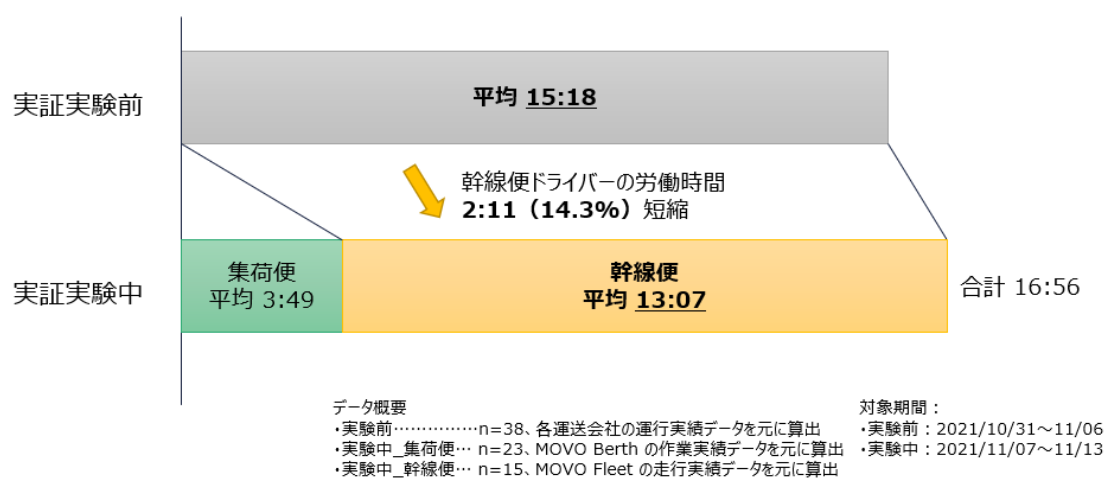 実証実験前
平均 15:18
幹線便ドライバーの労働時間
2:11（14.3%）短縮
実証実験中
集荷便
平均 3:49
幹線便
平均 13:07
合計 16:56
データ概要
・実験前……………n=38、各運送会社の運行実績データを元に算出
・実験中_集荷便… n=23、MOVO Berth の作業実績データを元に算出
・実験中_幹線便… n=15、MOVO Fleet の走行実績データを元に算出
対象期間：
・実験前：2021/10/31～11/06
・実験中：2021/11/07～11/13